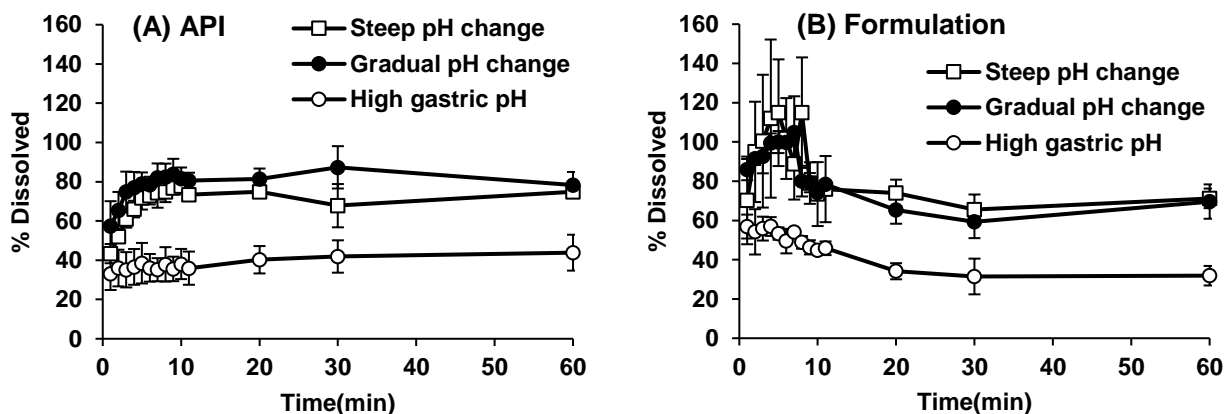 (A) API
Steep pH change
Gradual pH change
High gastric pH
% Dissolved
160
140
120
100
80
60
40
20
0
0 10 20 30 40 50 60
Time(min)
(B) Formulation
Steep pH change
Gradual pH change
High gastric pH
% Dissolved
160
140
120
100
80
60
40
20
0
0 10 20 30 40 50 60
Time(min)